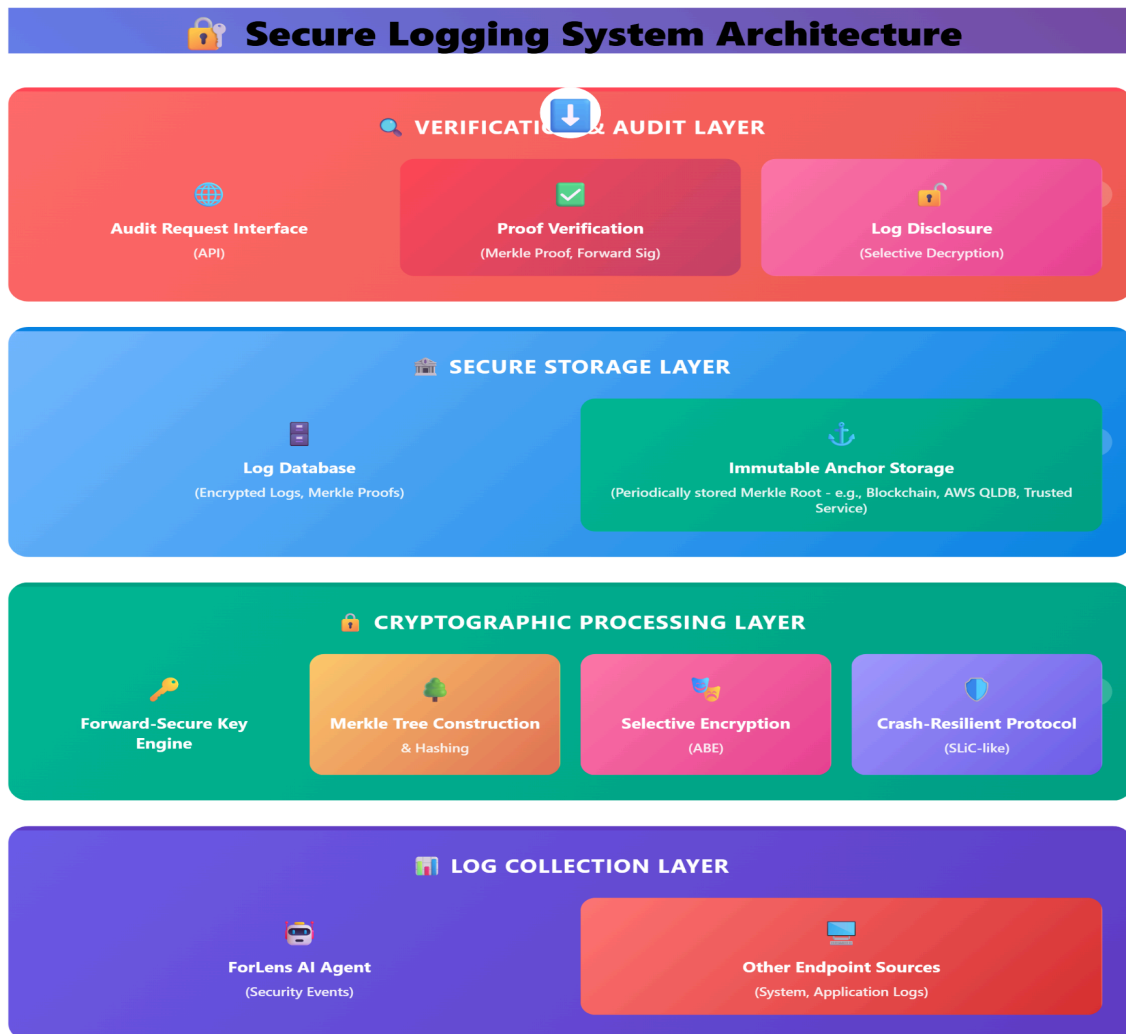 Secure Logging System Architecture
VERIFICATI & AUDIT LAYER
Audit Request Interface
(API)
Proof Verification
(Merkle Proof, Forward Sig)
Log Disclosure
(Selective Decryption)
SECURE STORAGE LAYER
Log Database
(Encrypted Logs, Merkle Proofs)
Immutable Anchor Storage
(Periodically stored Merkle Root - e.g., Blockchain, AWS QLDB, Trusted
Service)
CRYPTOGRAPHIC PROCESSING LAYER
Forward-Secure Key
Engine
Merkle Tree Construction
& Hashing
Selective Encryption
(ABE)
Crash-Resilient Protocol
(SLiC-like)
LOG COLLECTION LAYER
ForLens AI Agent
(Security Events)
Other Endpoint Sources
(System, Application Logs)